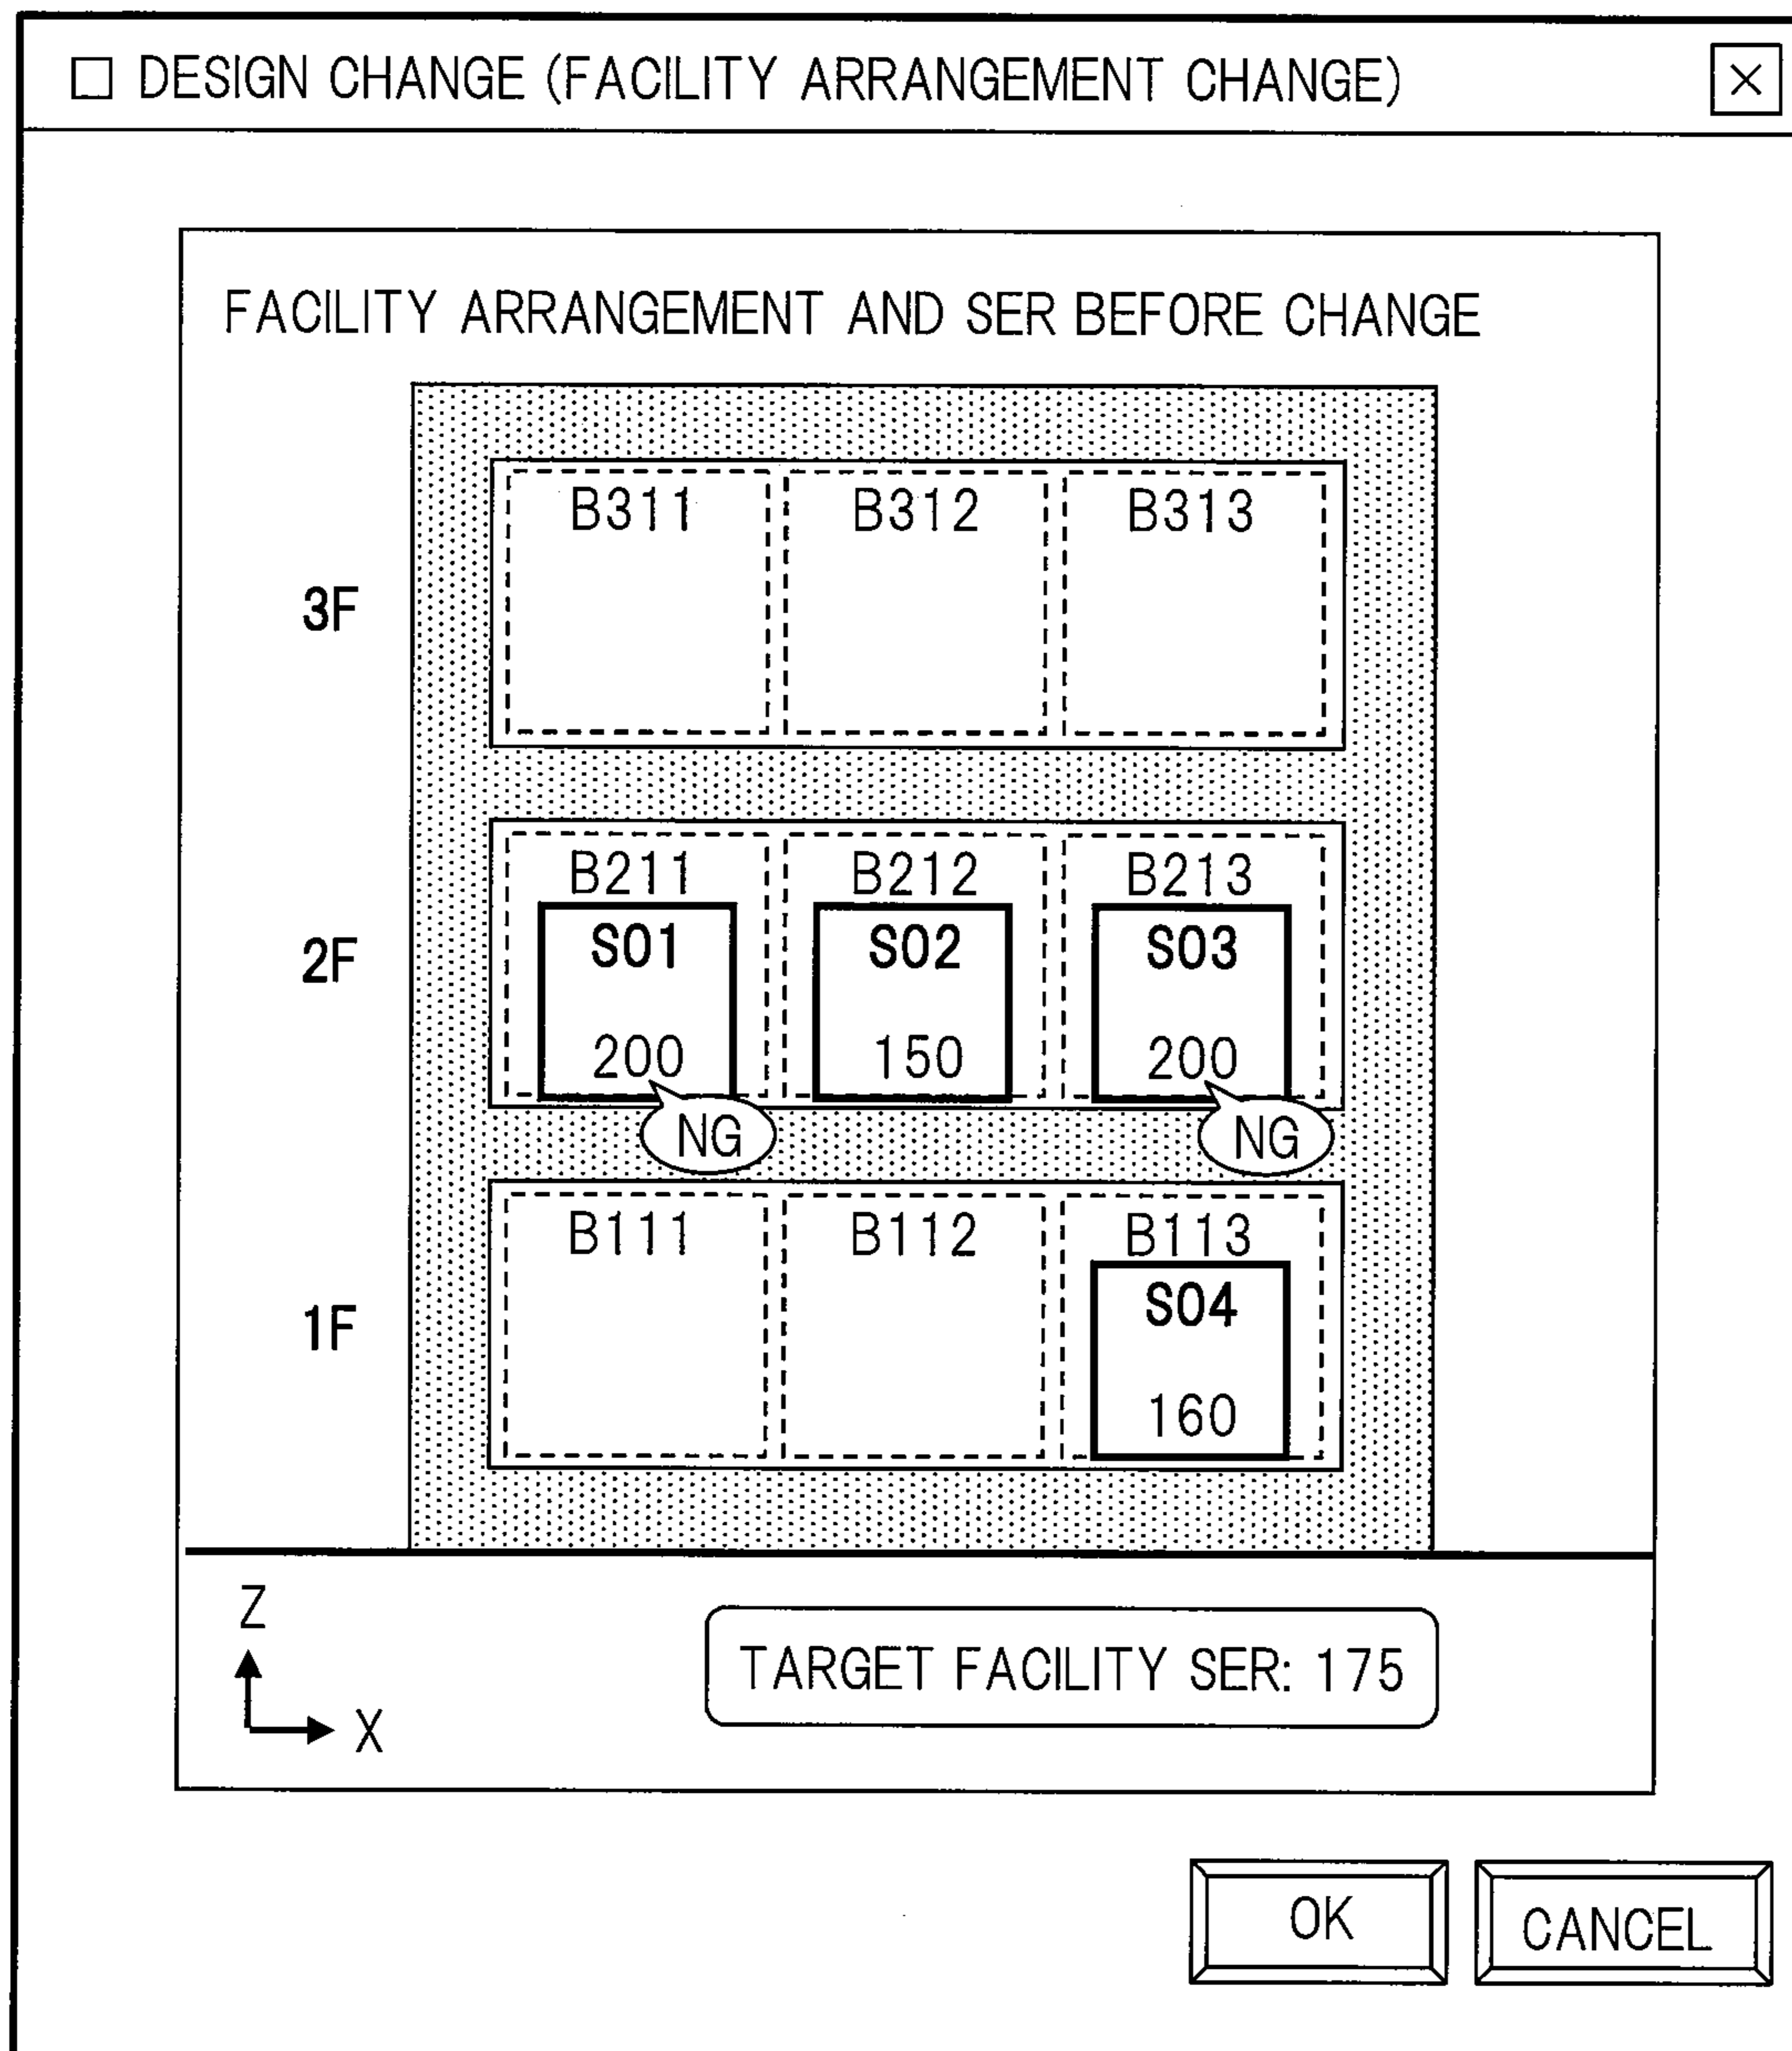 DESIGN CHANGE (FACILITY ARRANGEMENT CHANGE)
FACILITY ARRANGEMENT AND SER BEFORE CHANGE
3F
B311 B312 B313
2F
B211 B212 B213
S01 S02 S03
200 150 200
NG NG
1F
B111 B112 B113
S04
160
Z
X
TARGET FACILITY SER: 175
OK CANCEL